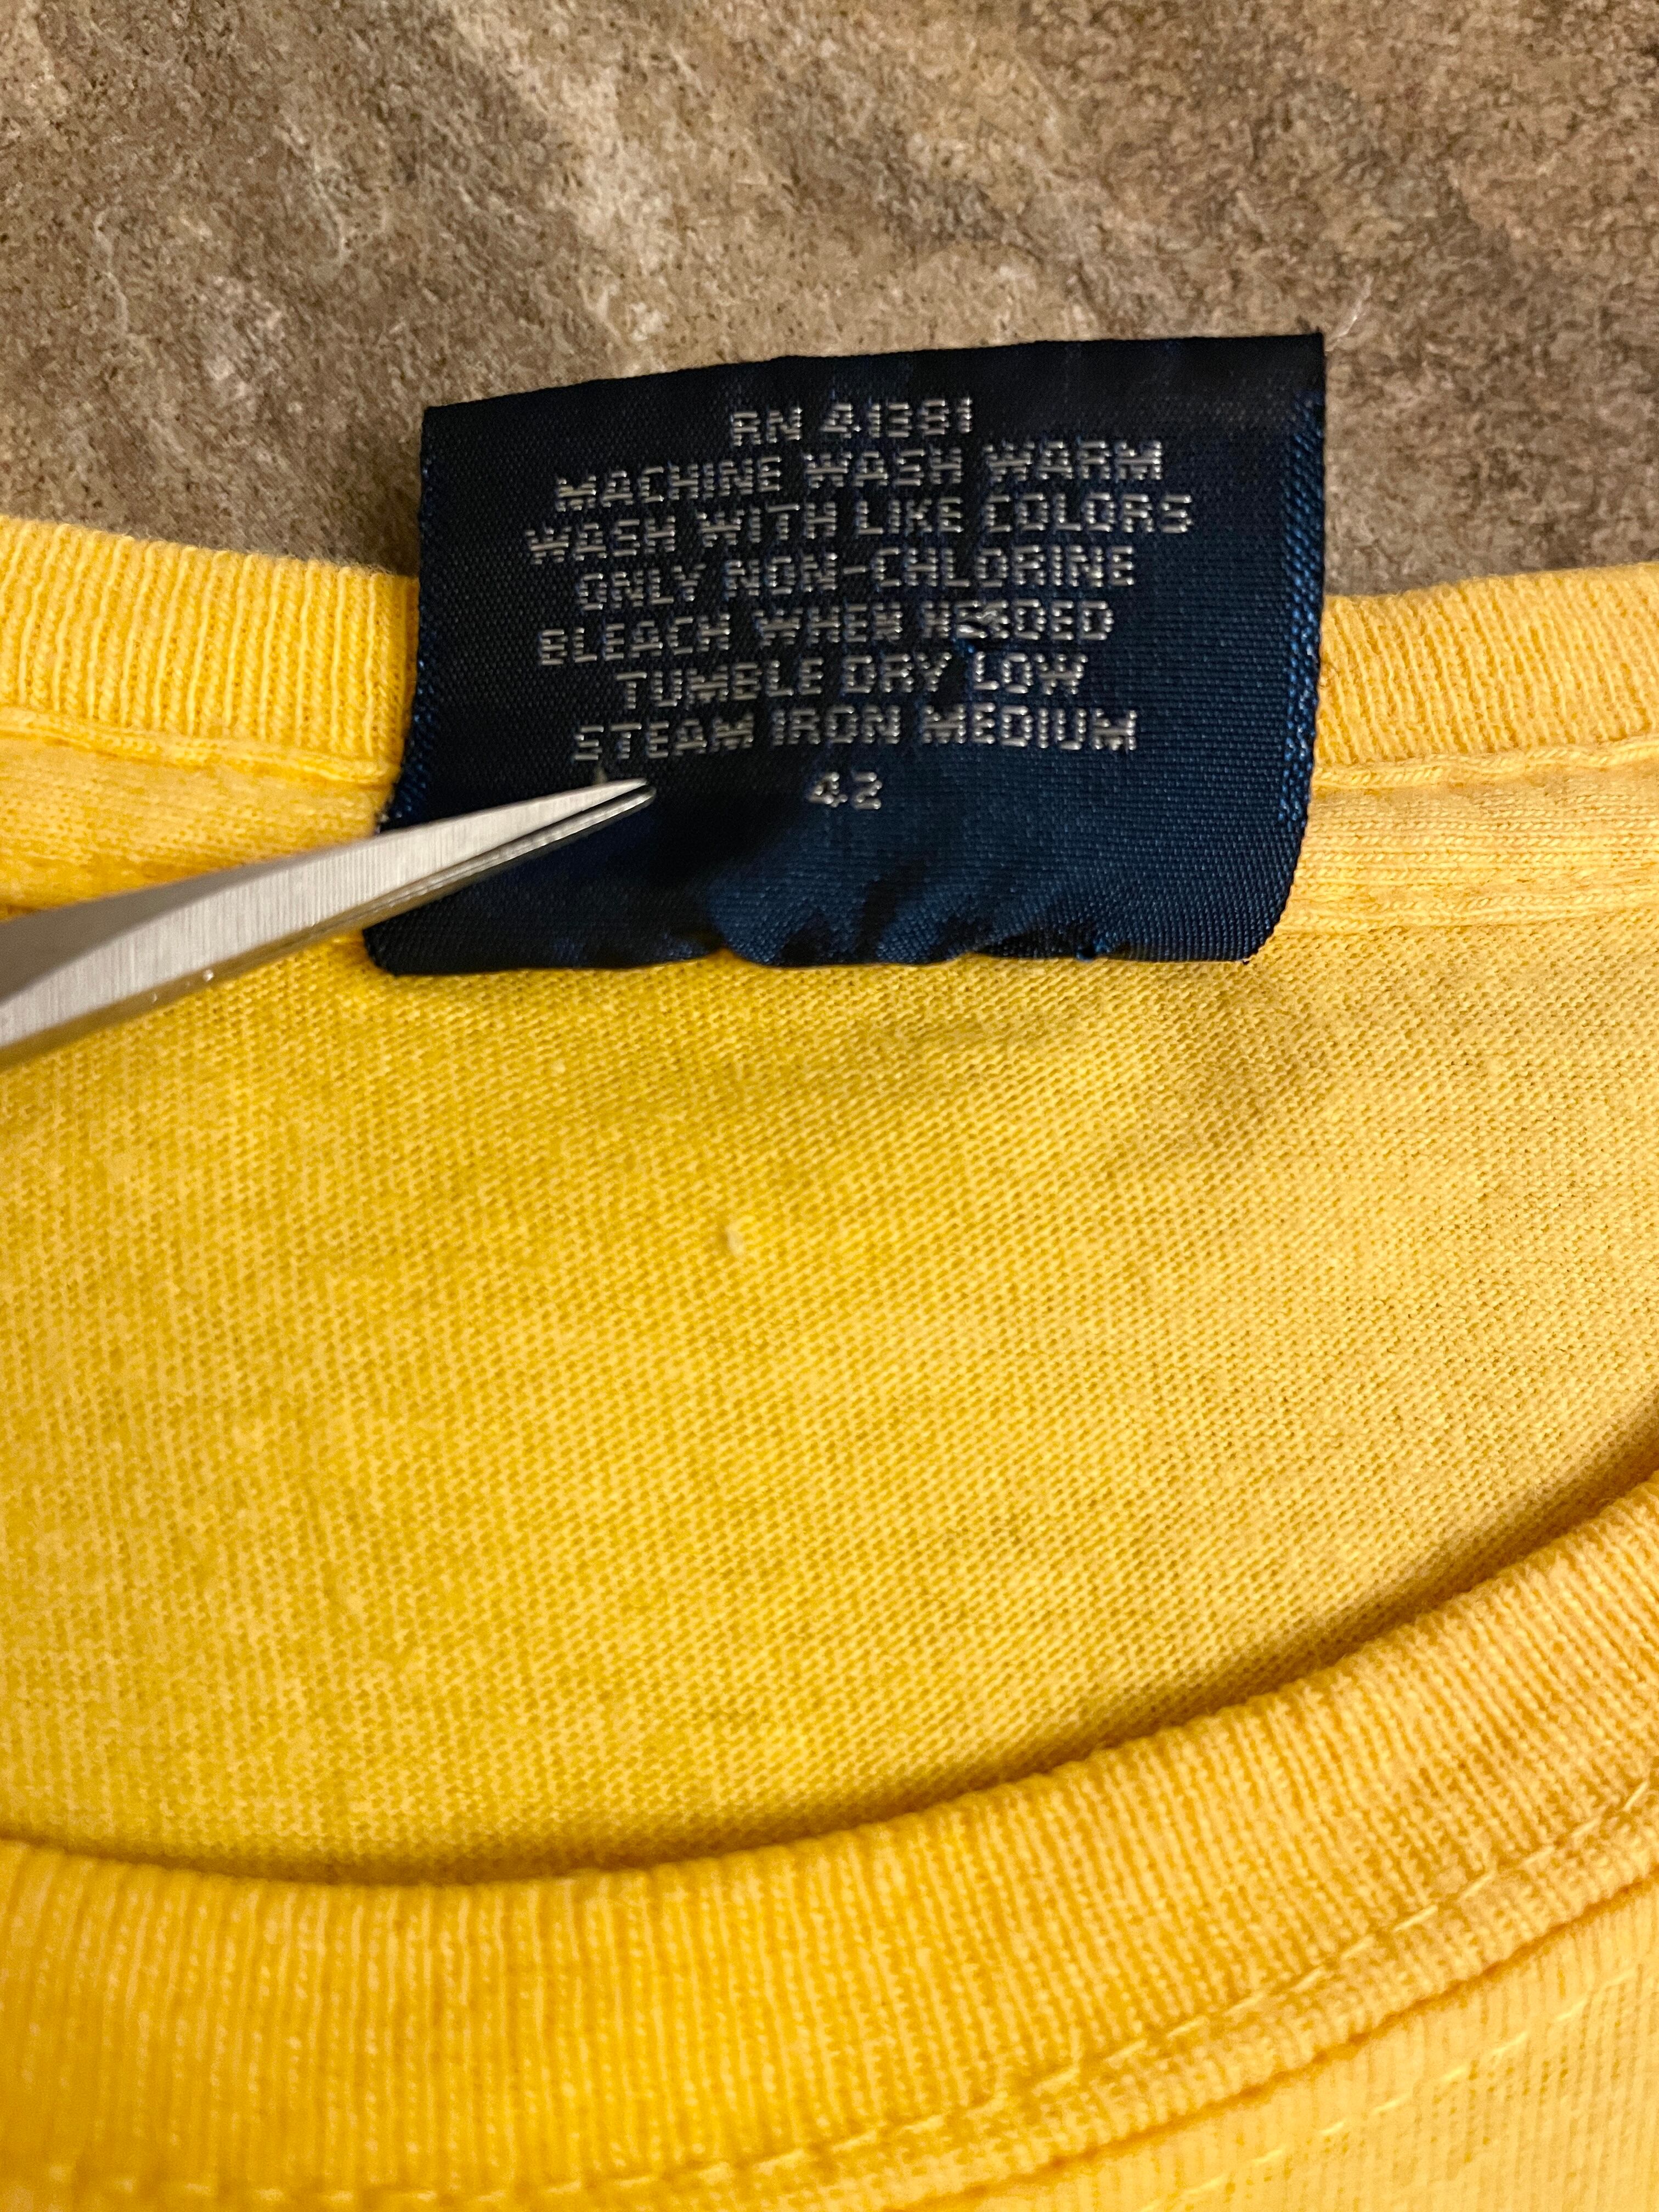 RN 41381
MACHINE WASH WARM
WASH WITH LIKE COLORS
ONLY NON-CHLORINE
BLEACH WHEN NEEDED
TUMBLE DRY LOW
STEAM IRON MEDIUM
42